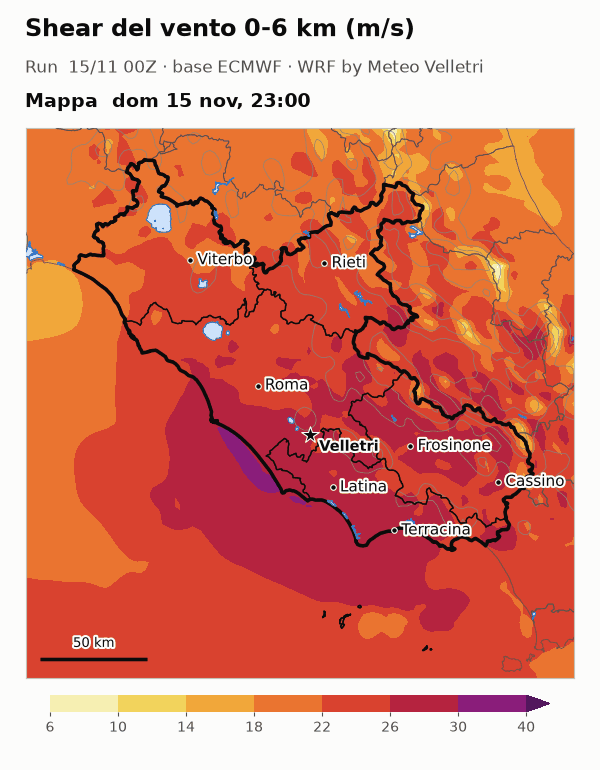 Shear del vento 0-6 km (m/s)
Run  15/11 00Z · base ECMWF · WRF by Meteo Velletri
Mappa  dom 15 nov, 23:00
Viterbo
Rieti
Roma
Velletri
Frosinone
Cassino
Latina
Terracina
50 km
6 10 14 18 22 26 30 40